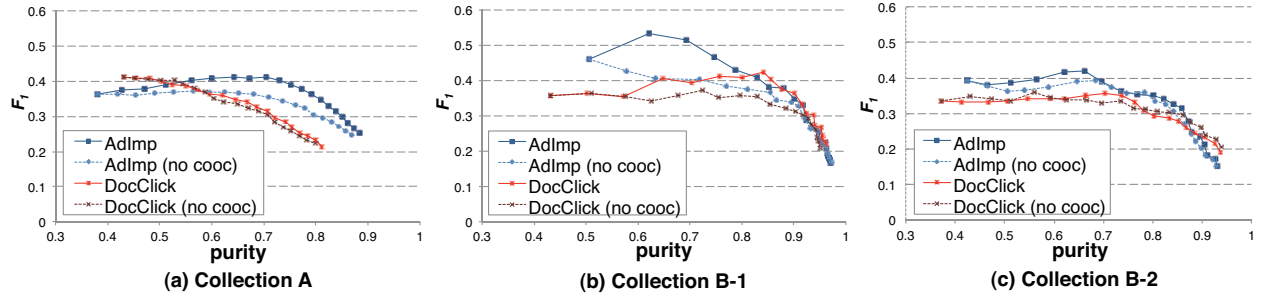 0.6
0.5
0.4
0.3
0.2
0.1
0
F1
AdImp
AdImp (no cooc)
DocClick
DocClick (no cooc)
0.3 0.4 0.5 0.6 0.7 0.8 0.9 1
purity
(a) Collection A
0.6
0.5
0.4
0.3
0.2
0.1
0
F1
AdImp
AdImp (no cooc)
DocClick
DocClick (no cooc)
0.3 0.4 0.5 0.6 0.7 0.8 0.9 1
purity
(b) Collection B-1
0.6
0.5
0.4
0.3
0.2
0.1
0
F1
AdImp
AdImp (no cooc)
DocClick
DocClick (no cooc)
0.3 0.4 0.5 0.6 0.7 0.8 0.9 1
purity
(c) Collection B-2